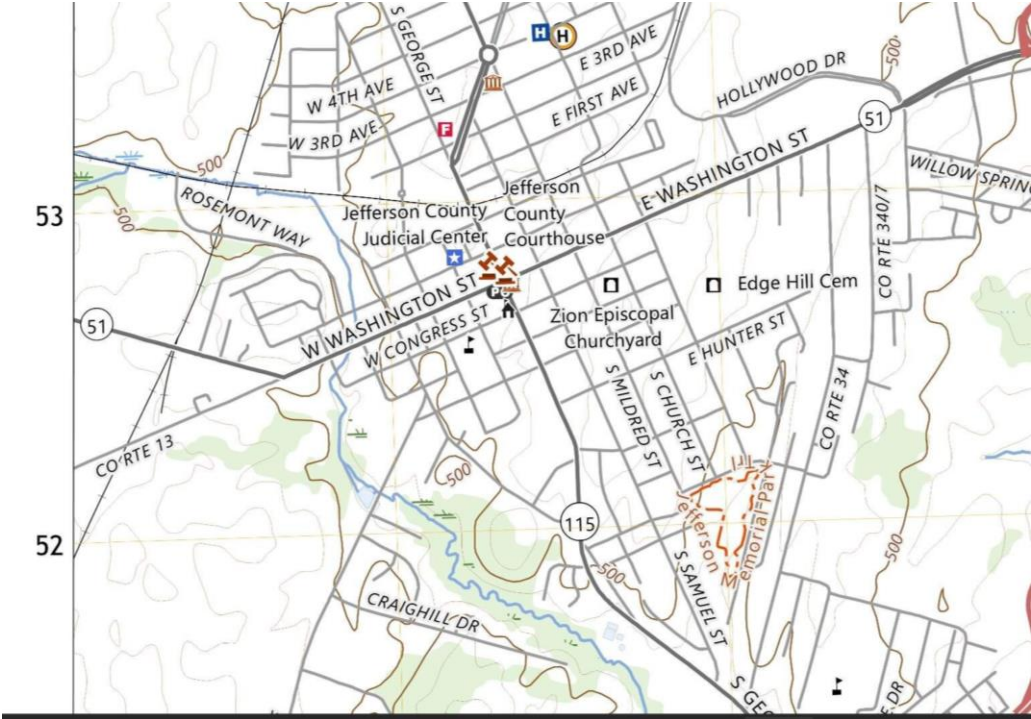 S GEORGE ST
H
H
E 3RD AVE
500
HOLLYWOOD DR
W 4TH AVE
E FIRST AVE
51
F
W 3RD AVE
E WASHINGTON ST
500
WILLOW SPRING
53
500
ROSEMONT WAY
Jefferson County
Judicial Center
Jefferson
County
Courthouse
CO RTE 340/7
51
W WASHINGTON ST
Edge Hill Cem
Zion Episcopal
Churchyard
W CONGRESS ST
E HUNTER ST
S MILDRED ST
S CHURCH ST
CO RTE 34
CO RTE 13
500
Jefferson
Memorial Park
115
52
500
500
S SAMUEL ST
CRAIGHILL DR
S GEO
E DR